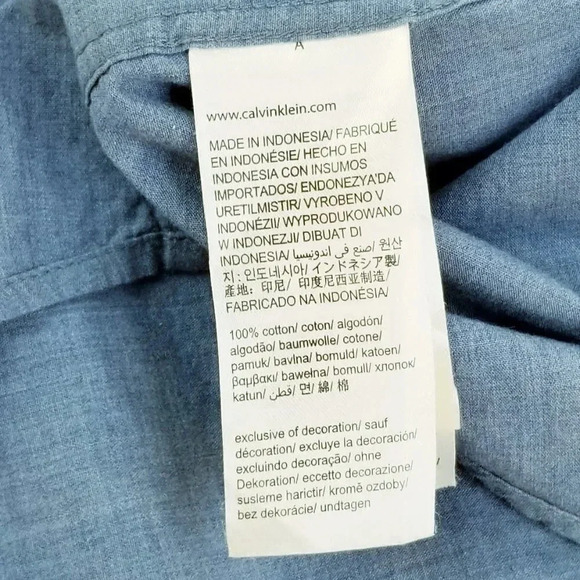 A
www.calvinklein.com
MADE IN INDONESIA/ FABRIQUÉ
EN INDONÉSIE/ HECHO EN
INDONESIA CON INSUMOS
IMPORTADOS/ ENDONEZYA'DA
URETILMISTIR/ VYROBENO V
INDONÉZII/ WYPRODUKOWANO
W INDONEZJI/ DIBUAT DI
INDONESIA/ صنع في اندونيسيا/ 원산
지: 인도네시아/ インドネシア製/
產地: 印尼/ 印度尼西亚制造/
FABRICADO NA INDONÉSIA/
100% cotton/ coton/ algodón/
algodão/ baumwolle/ cotone/
pamuk/ bavlna/ bomuld/ katoen/
βαμβακι/ bawełna/ bomull/ хлопок/
katun/ قطن/ 면/ 綿/ 棉
exclusive of decoration/ sauf
décoration/ excluye la decoración/
excluindo decoração/ ohne
Dekoration/ eccetto decorazione/
susleme harictir/ kromě ozdoby/
bez dekoracje/ undtagen